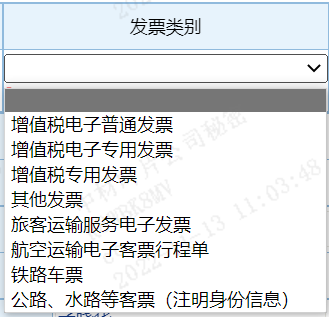 发票类别
增值税电子普通发票
增值税电子专用发票
增值税专用发票
其他发票
旅客运输服务电子发票
航空运输电子客票行程单
铁路车票
公路、水路等客票（注明身份信息）